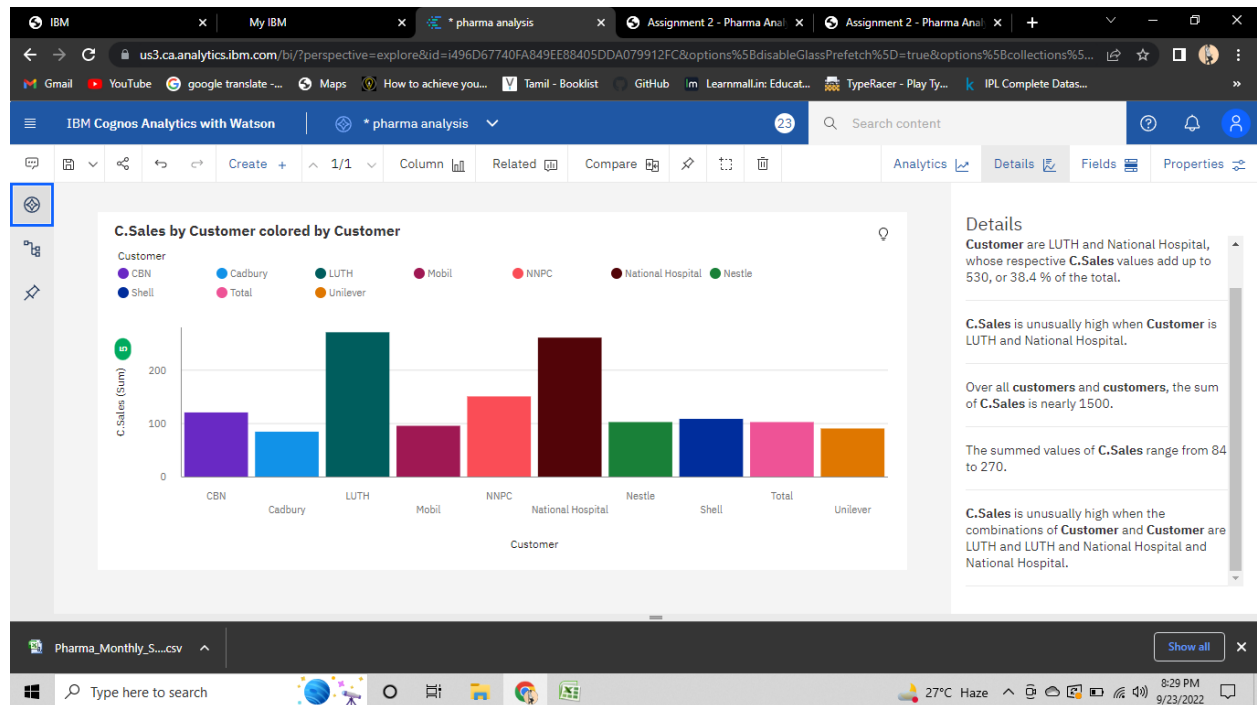 IBM
My IBM
* pharma analysis
Assignment 2 - Pharma Anal
Assignment 2 - Pharma Anal
us3.ca.analytics.ibm.com/bi/?perspective=explore&id=i496D67740FA849EE88405DDA079912FC&options%5BdisableGlassPrefetch%5D=true&options%5Bcollections%5...
Gmail YouTube google translate -... Maps How to achieve you... Tamil - Booklist GitHub Learnmall.in: Educat... TypeRacer - Play Ty... IPL Complete Datas... »
IBM Cognos Analytics with Watson * pharma analysis 23 Search content
Create + 1/1 Column Related Compare Analytics Details Fields Properties
C.Sales by Customer colored by Customer
Customer
CBN Cadbury LUTH Mobil NNPC National Hospital Nestle
Shell Total Unilever
C.Sales (Sum)
5
200
100
0
CBN LUTH NNPC Nestle Total
Cadbury Mobil National Hospital Shell Unilever
Customer
Details
Customer are LUTH and National Hospital,
whose respective C.Sales values add up to
530, or 38.4 % of the total.
C.Sales is unusually high when Customer is
LUTH and National Hospital.
Over all customers and customers, the sum
of C.Sales is nearly 1500.
The summed values of C.Sales range from 84
to 270.
C.Sales is unusually high when the
combinations of Customer and Customer are
LUTH and LUTH and National Hospital and
National Hospital.
Pharma_Monthly_S....csv
Show all
Type here to search
27°C Haze
8:29 PM
9/23/2022